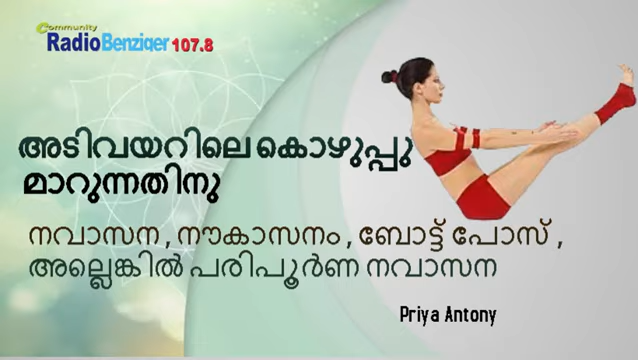 Community
RadioBenziger 107.8
അടിവയറിലെ കൊഴുപ്പു
മാറുന്നതിനു
നവാസന , നൗകാസനം , ബോട്ട് പോസ് ,
അല്ലെങ്കിൽ പരിപൂർണ നവാസന
Priya Antony